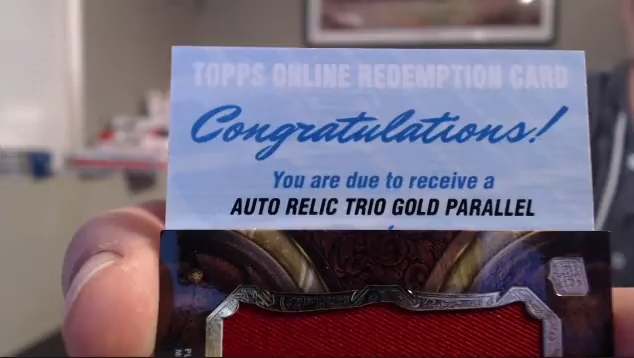 TOPPS ONLINE REDEMPTION CARD
Congratulations!
You are due to receive a
AUTO RELIC TRIO GOLD PARALLEL